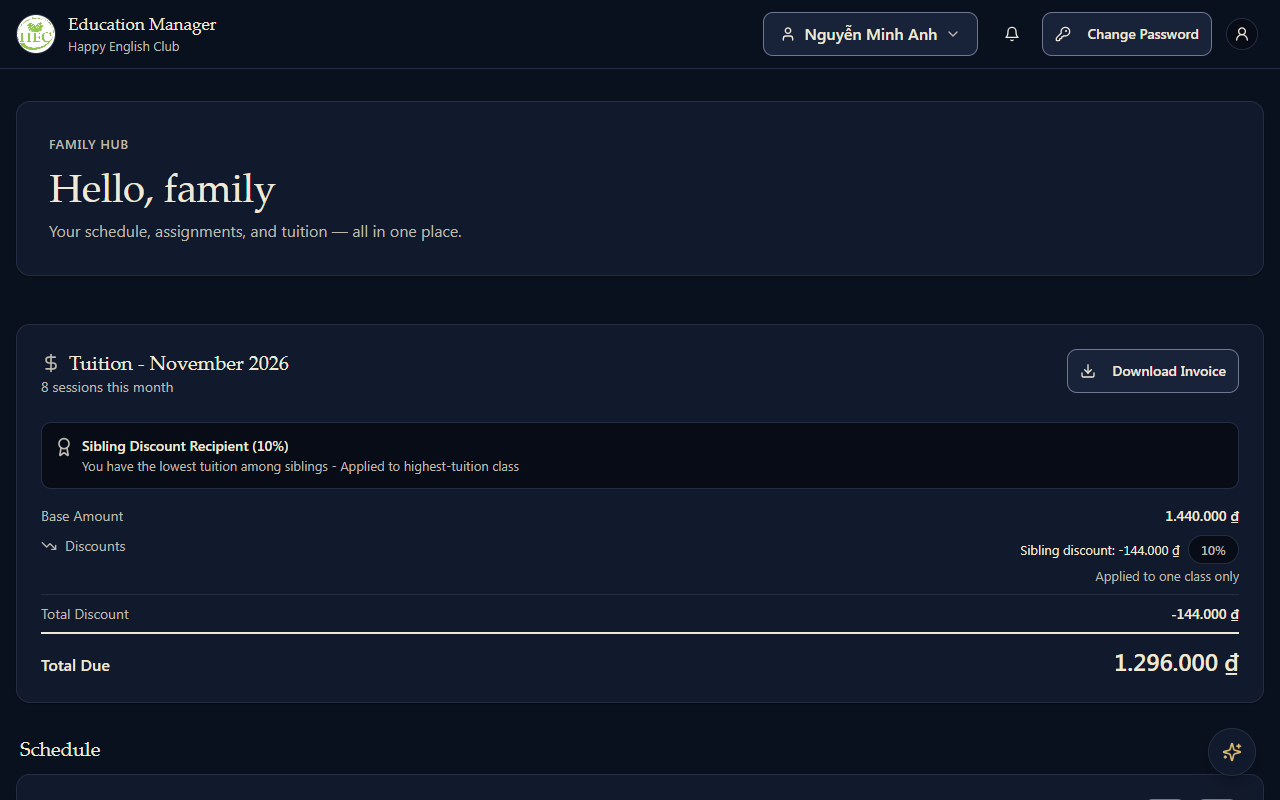 HEC
Education Manager
Happy English Club
Nguyễn Minh Anh
Change Password
FAMILY HUB
Hello, family
Your schedule, assignments, and tuition — all in one place.
Tuition - November 2026
8 sessions this month
Download Invoice
Sibling Discount Recipient (10%)
You have the lowest tuition among siblings - Applied to highest-tuition class
Base Amount 1.440.000 ₫
Discounts Sibling discount: -144.000 ₫ 10%
Applied to one class only
Total Discount -144.000 ₫
Total Due 1.296.000 ₫
Schedule